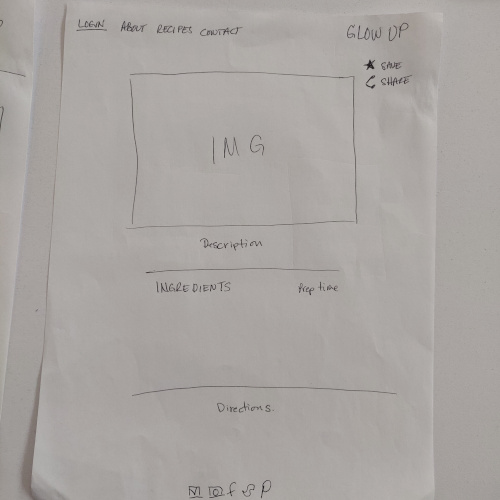 LOGIN ABOUT RECIPES CONTACT
GLOW UP
SAVE
SHARE
IMG
Description
INGREDIENTS Prep time
Directions.